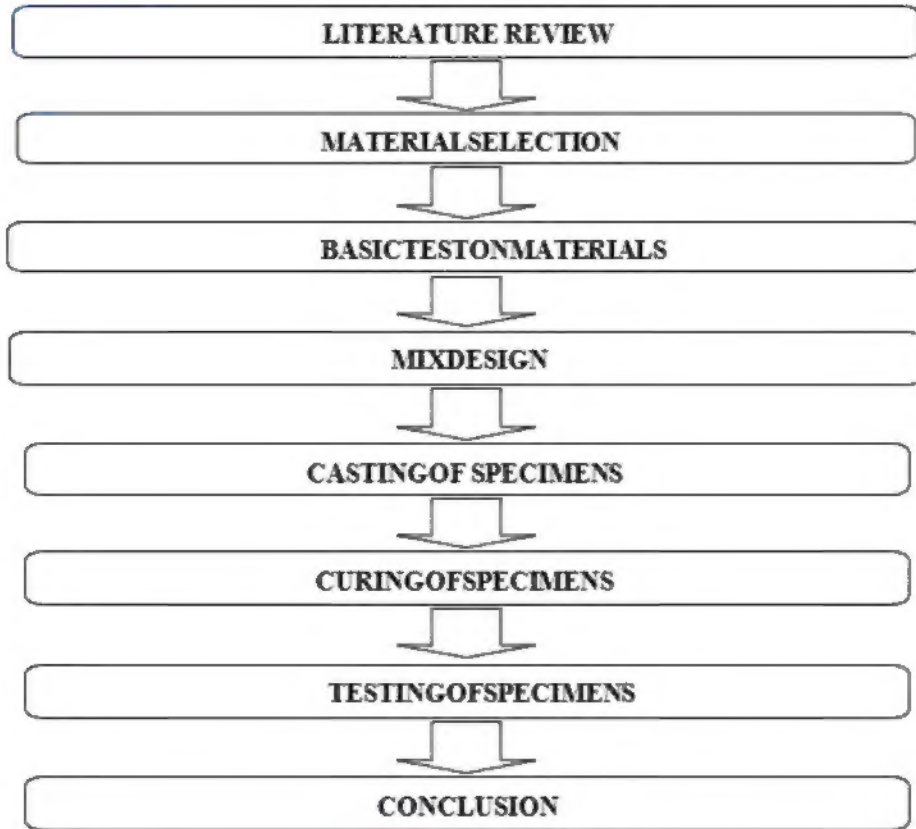 LITERATURE REVIEW
MATERIALSELECTION
BASICTESTONMATERIALS
MIXDESIGN
CASTINGOF SPECIMENS
CURINGOFSPECIMENS
TESTINGOFSPECIMENS
CONCLUSION